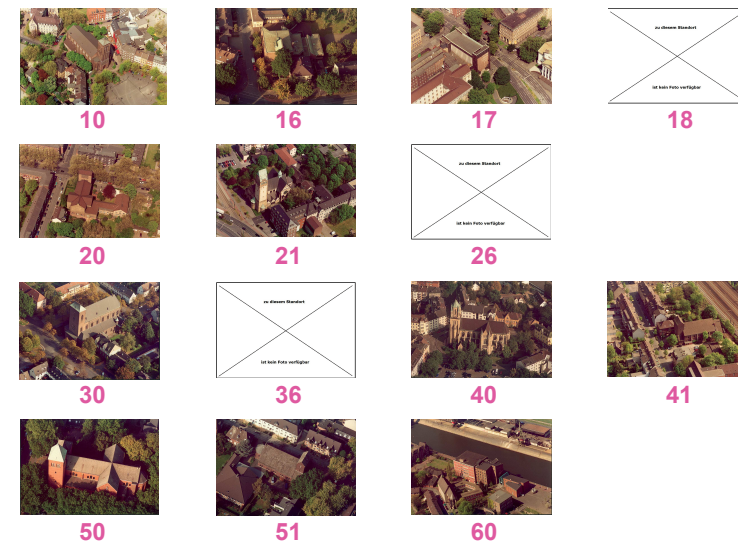 zu diesem Standort
ist kein Foto verfügbar
10
16
17
18
zu diesem Standort
ist kein Foto verfügbar
20
21
26
zu diesem Standort
ist kein Foto verfügbar
30
36
40
41
50
51
60